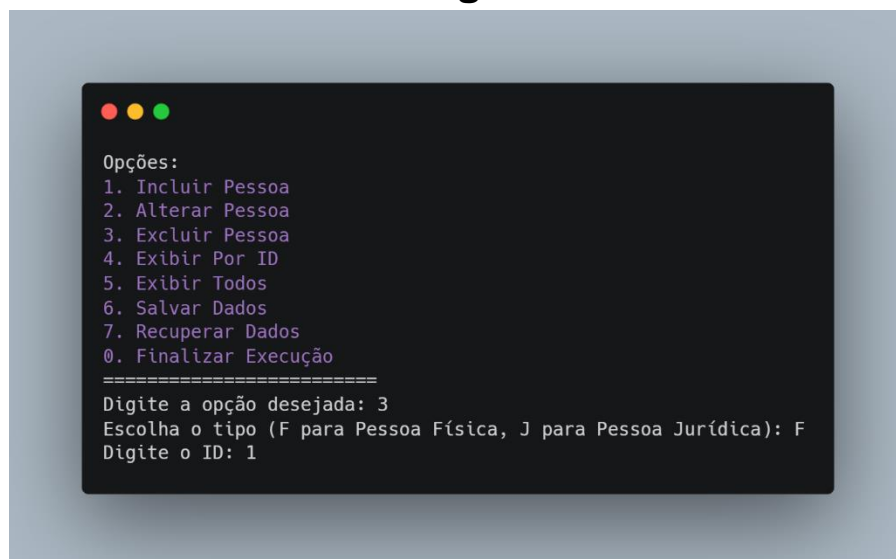 Opções:
1. Incluir Pessoa
2. Alterar Pessoa
3. Excluir Pessoa
4. Exibir Por ID
5. Exibir Todos
6. Salvar Dados
7. Recuperar Dados
0. Finalizar Execução
=========================
Digite a opção desejada: 3
Escolha o tipo (F para Pessoa Física, J para Pessoa Jurídica): F
Digite o ID: 1